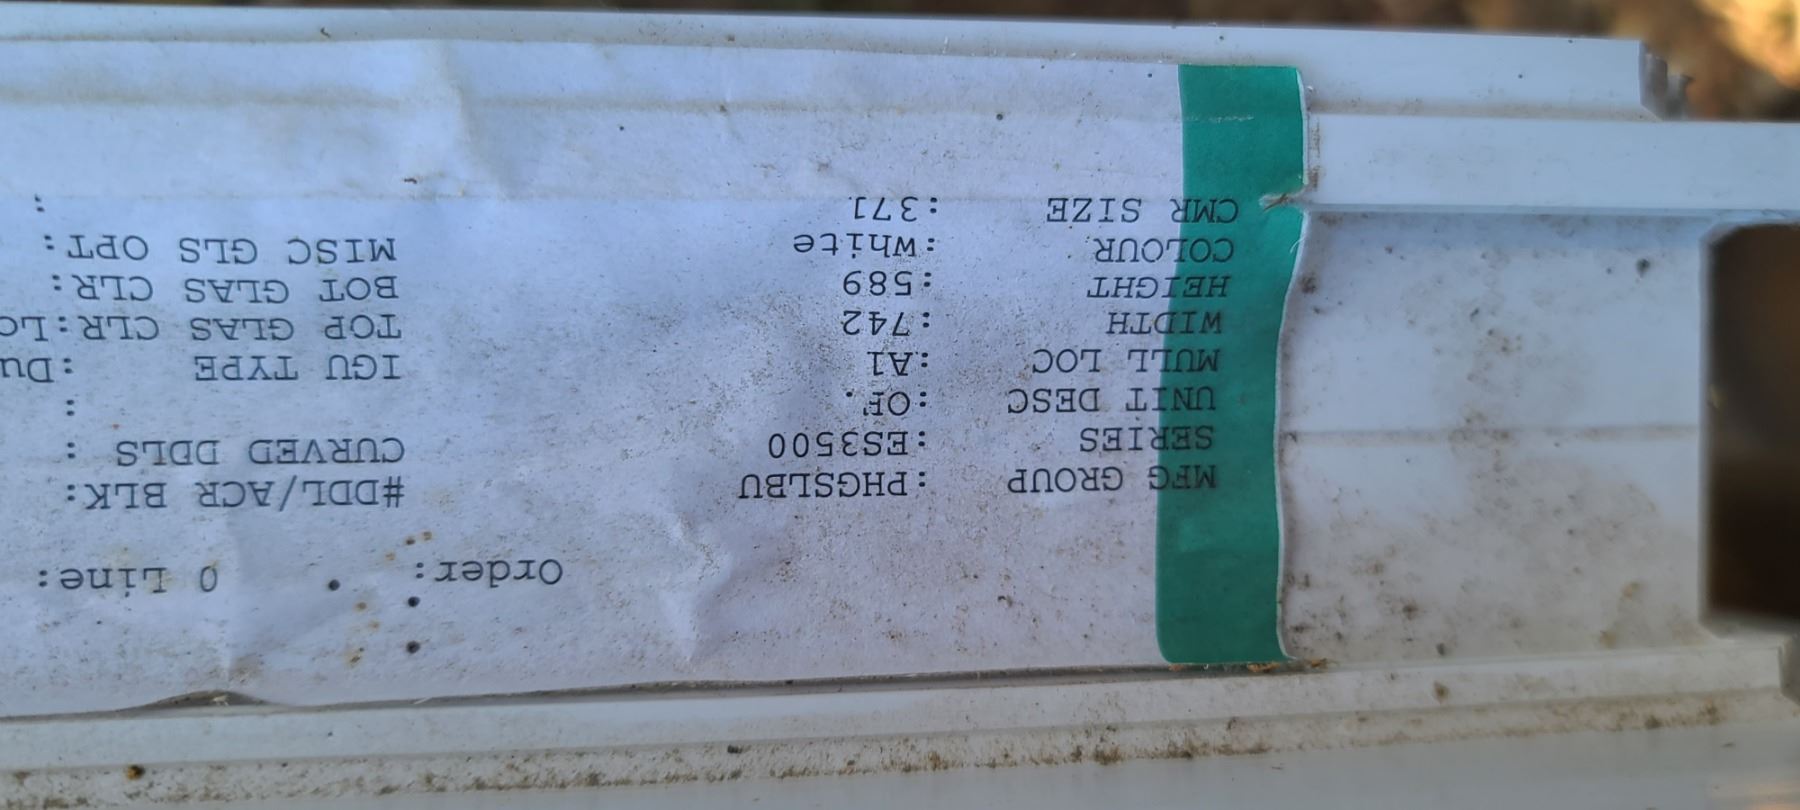 Order: 0 Line:
MFG GROUP :PHGSLBU #DDL/ACR BLK:
SERIES :ES3500 CURVED DDLS :
UNIT DESC :OF. :
MULL LOC :A1 IGU TYPE :Du
WIDTH :742 TOP GLAS CLR:Lo
HEIGHT :589 BOT GLAS CLR:
COLOUR :White MISC GLS OPT:
CMR SIZE :371 :